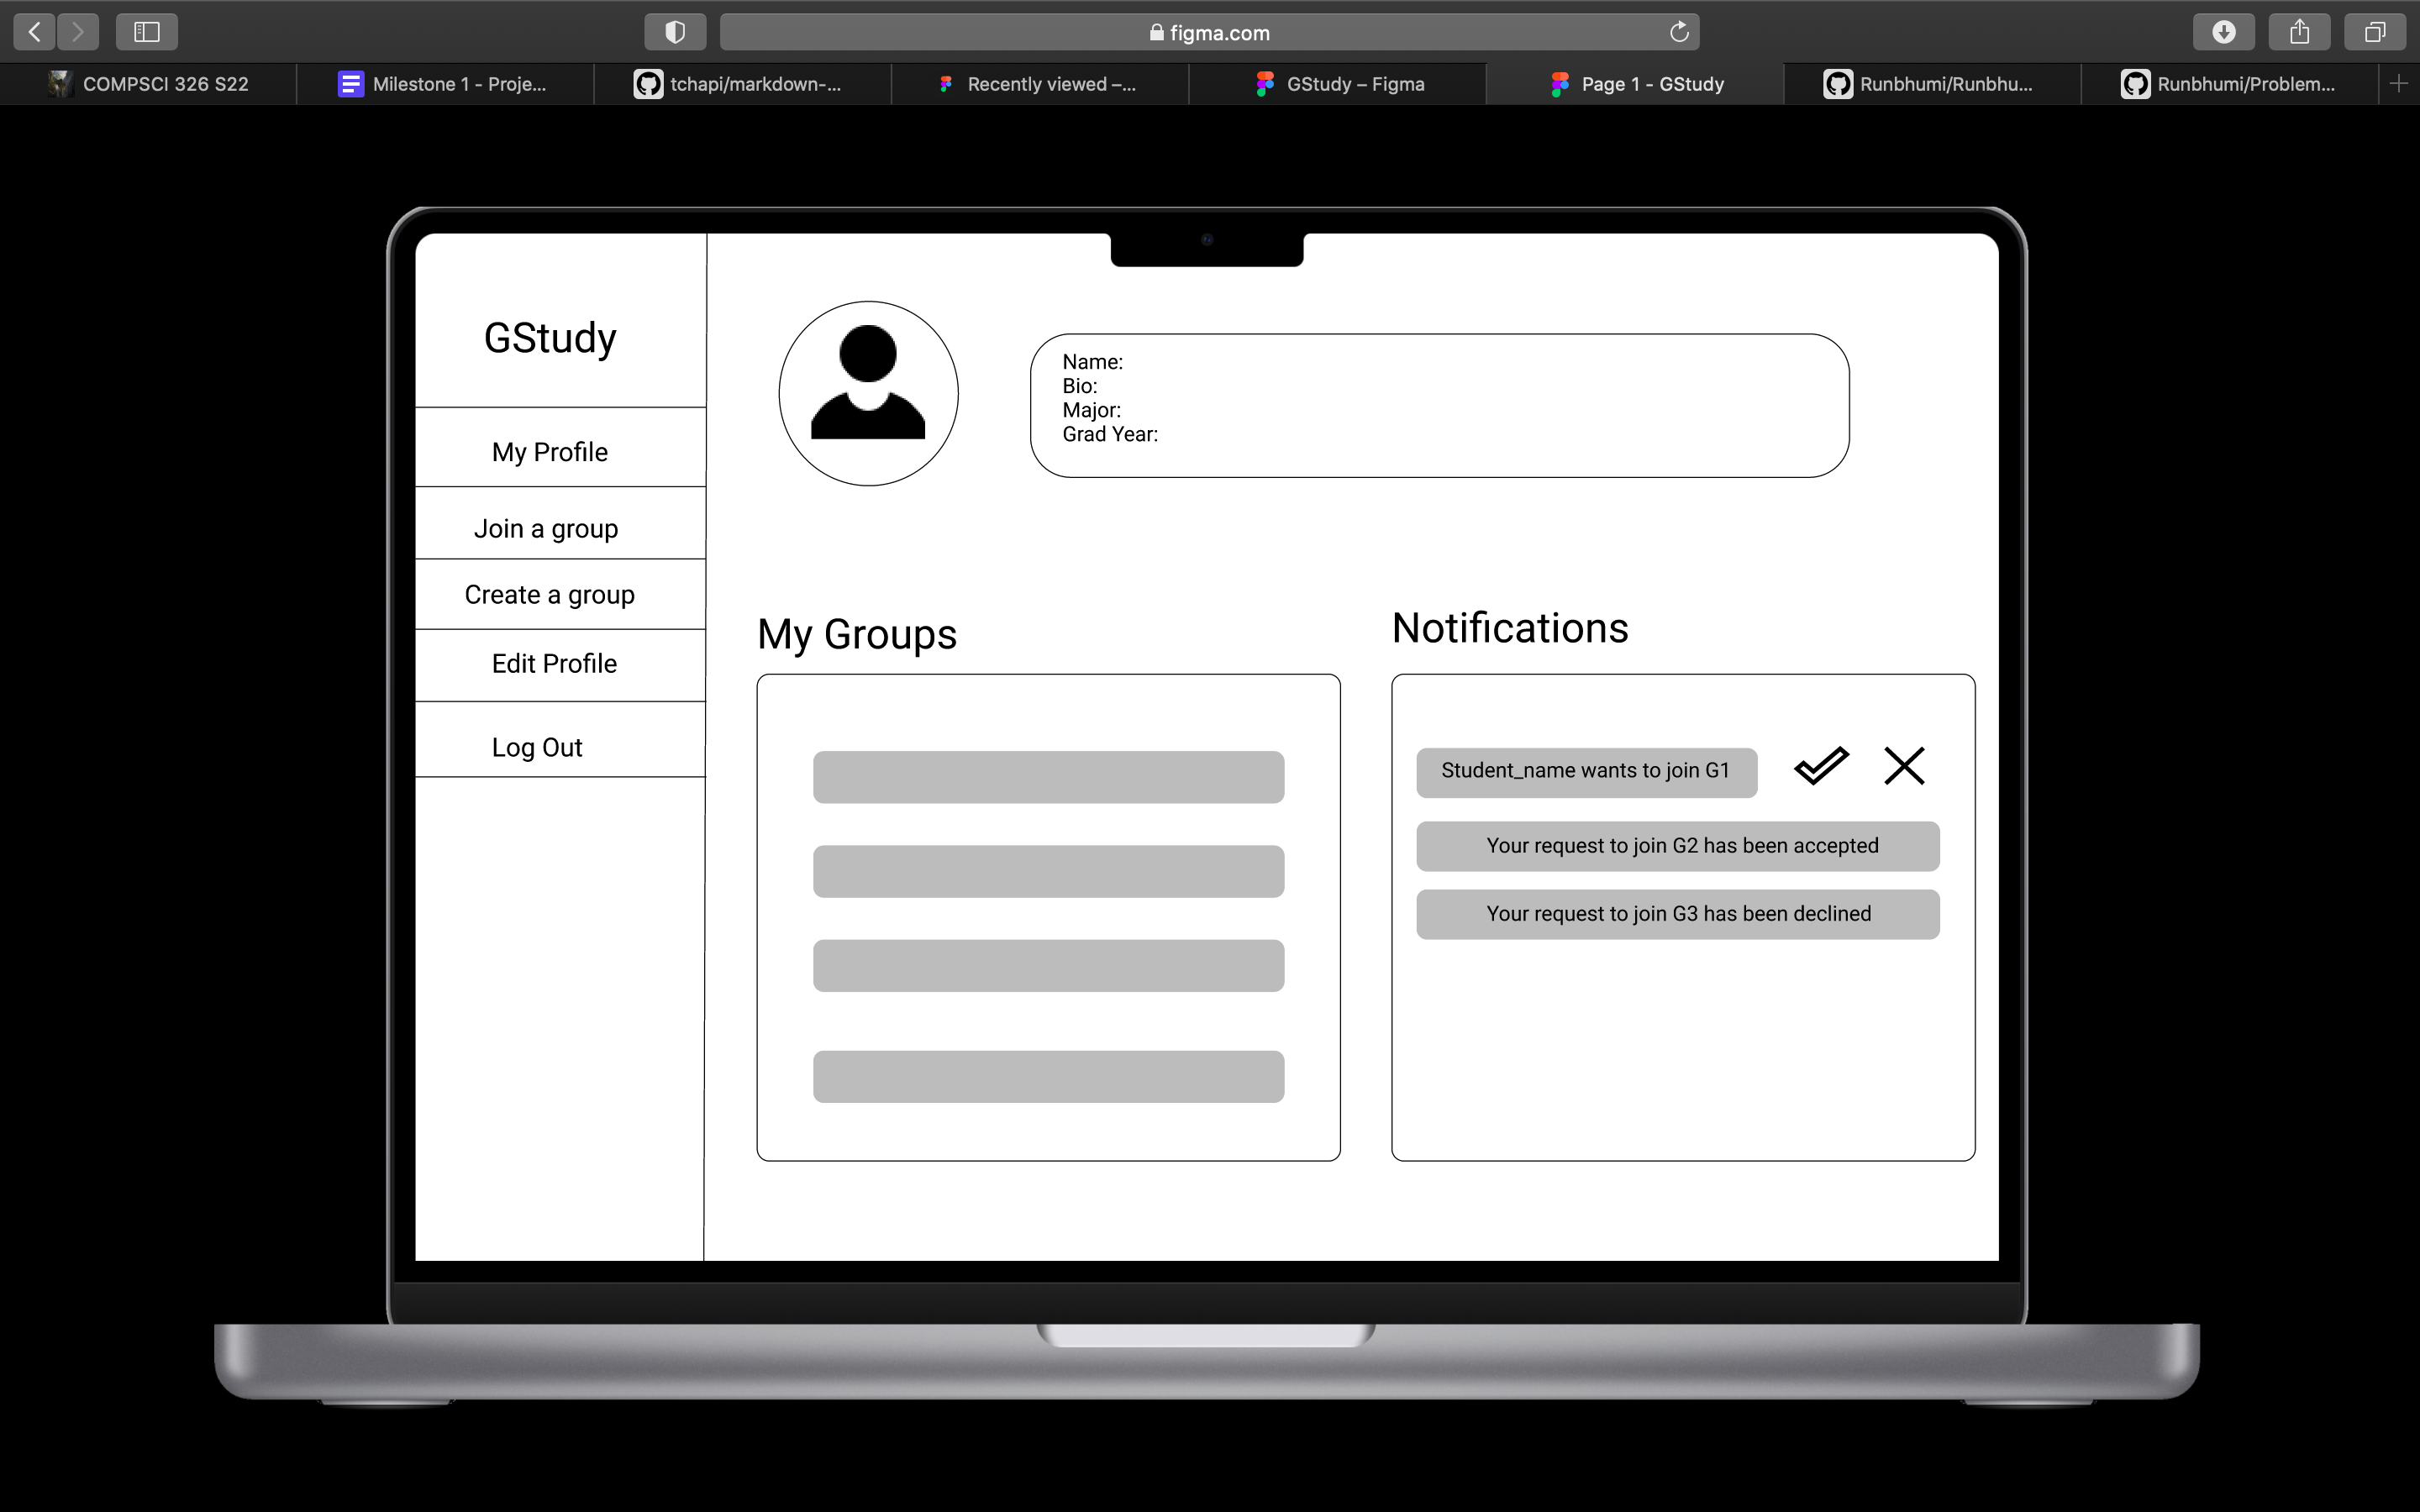 figma.com
COMPSCI 326 S22
Milestone 1 - Proje...
tchapi/markdown-...
Recently viewed –...
GStudy – Figma
Page 1 - GStudy
Runbhumi/Runbhu...
Runbhumi/Problem...
GStudy
My Profile
Join a group
Create a group
Edit Profile
Log Out
Name:
Bio:
Major:
Grad Year:
My Groups
Notifications
Student_name wants to join G1
Your request to join G2 has been accepted
Your request to join G3 has been declined